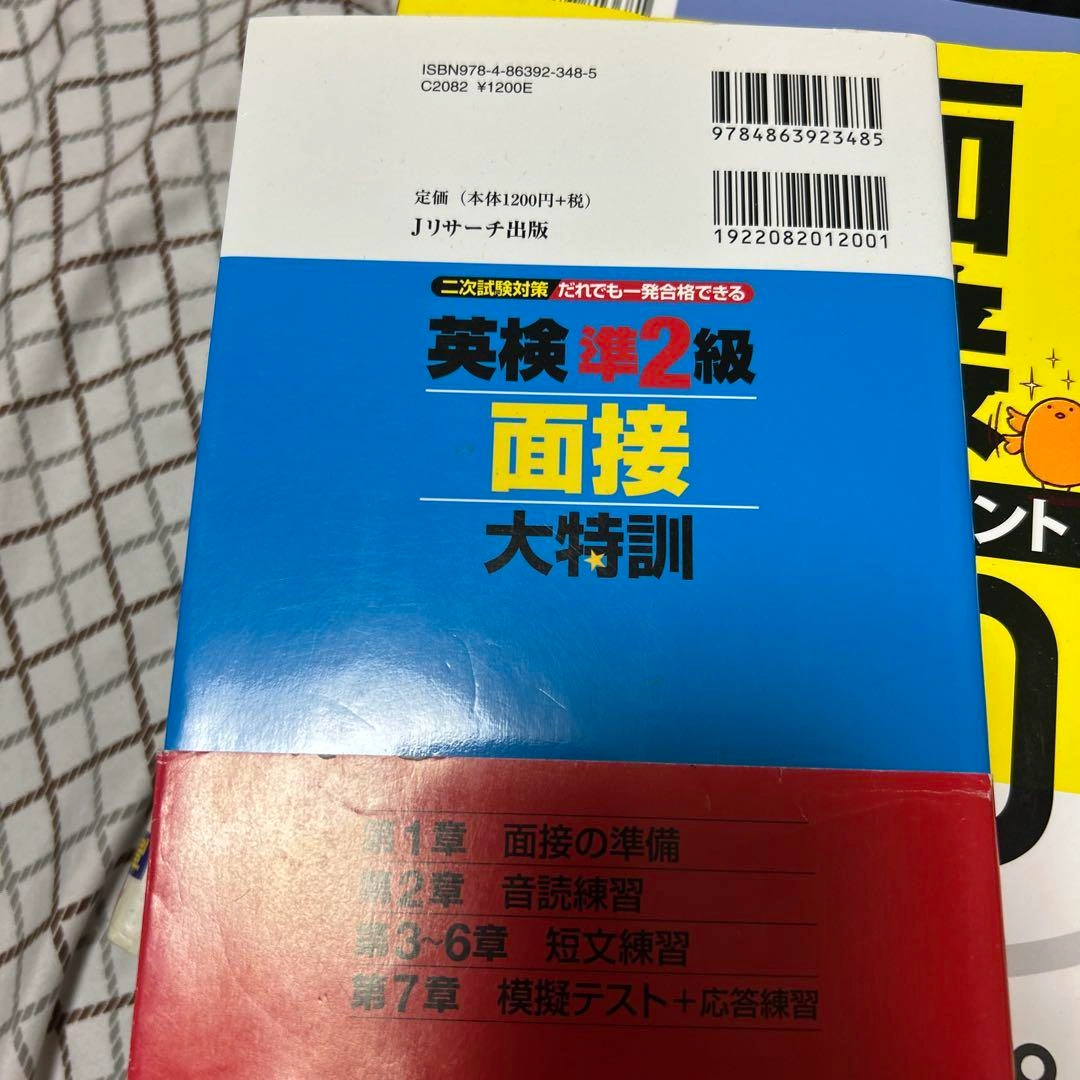 ISBN978-4-86392-348-5
C2082 ¥1200E
9784863923485
定価(本体1200円+税)
Jリサーチ出版
1922082012001
二次試験対策 だれでも一発合格できる
英検準2級
面接
大特訓
第1章 面接の準備
第2章 音読練習
第3~6章 短文練習
第7章 模擬テスト+応答練習
ント